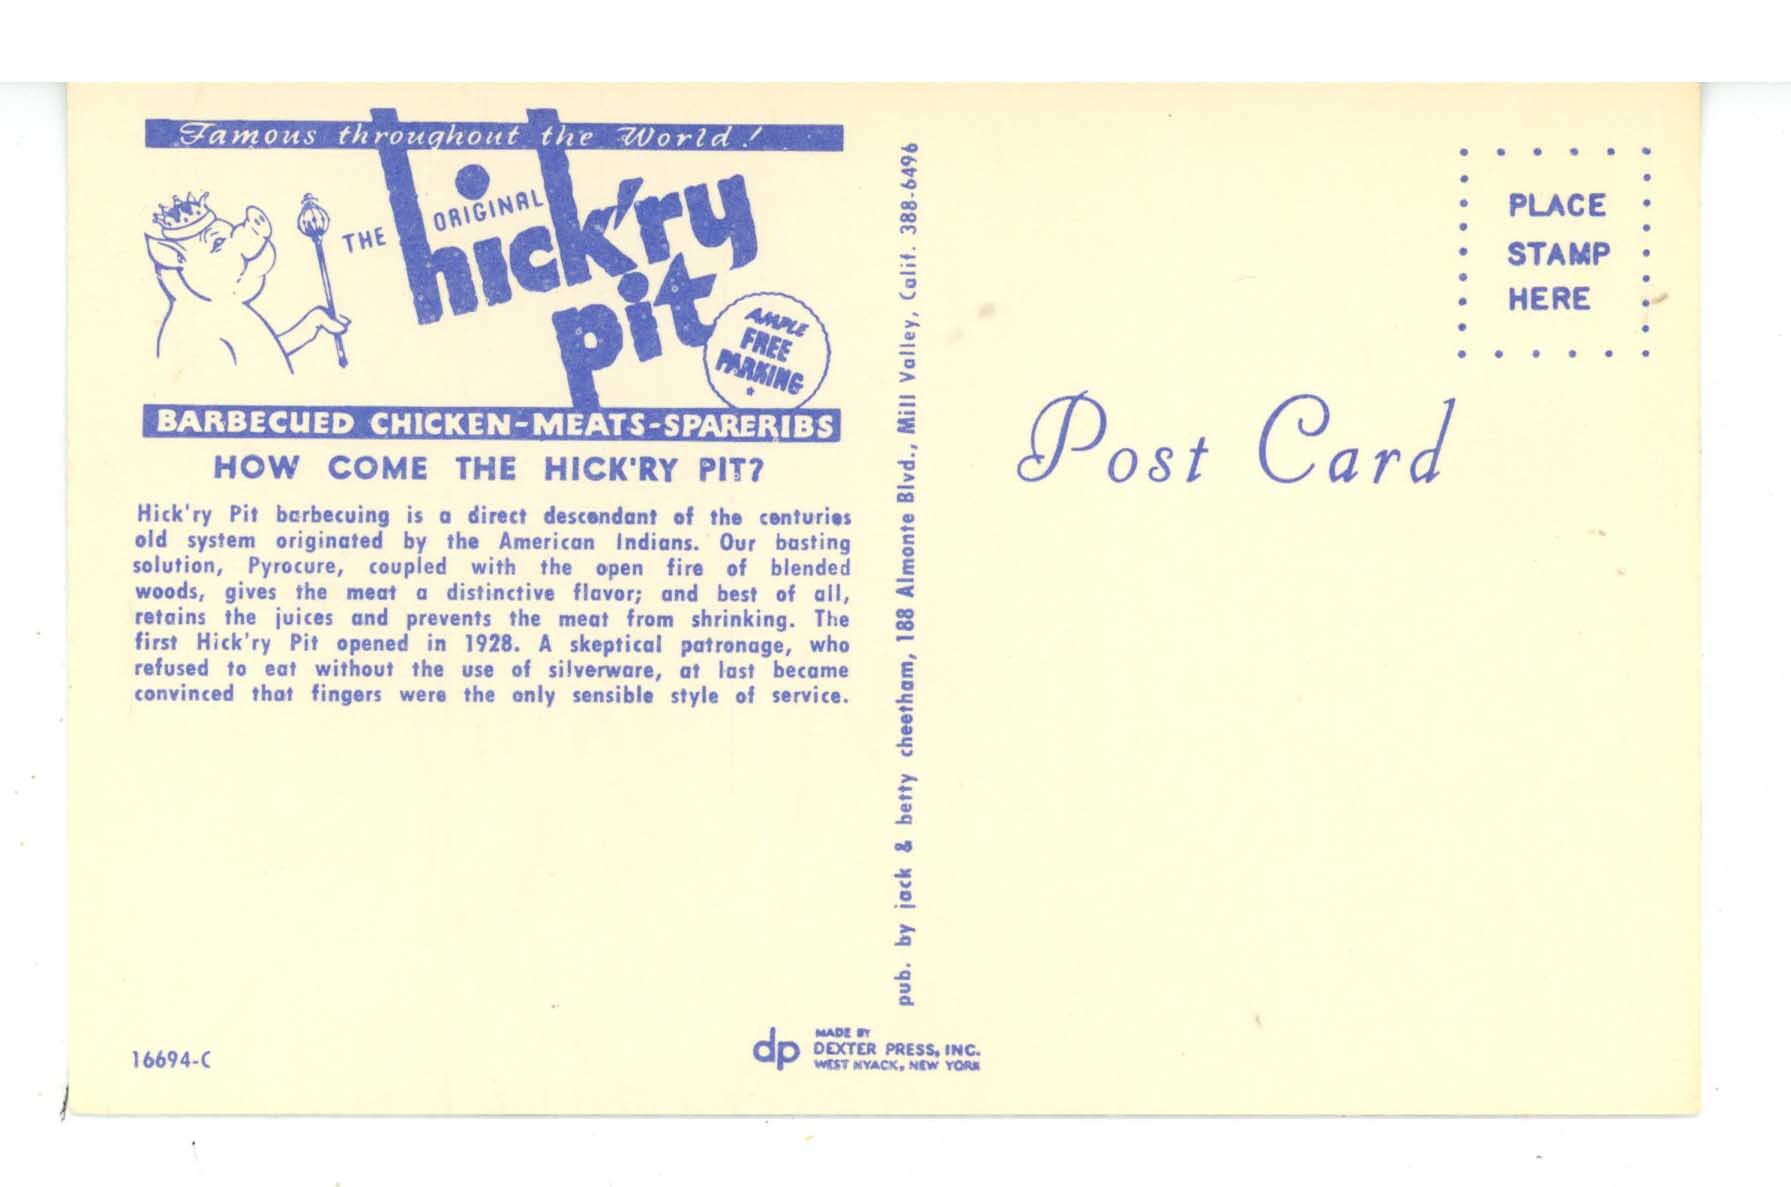 Famous throughout the World!
THE ORIGINAL
hick'ry
pit
AMPLE
FREE
PARKING
BARBECUED CHICKEN-MEATS-SPARERIBS
HOW COME THE HICK'RY PIT?
Hick'ry Pit barbecuing is a direct descendant of the centuries
old system originated by the American Indians. Our basting
solution, Pyrocure, coupled with the open fire of blended
woods, gives the meat a distinctive flavor; and best of all,
retains the juices and prevents the meat from shrinking. The
first Hick'ry Pit opened in 1928. A skeptical patronage, who
refused to eat without the use of silverware, at last became
convinced that fingers were the only sensible style of service.
16694-C
pub. by jack & betty cheetham, 188 Almonte Blvd., Mill Valley, Calif. 388-6496
dp
MADE BY
DEXTER PRESS, INC.
WEST NYACK, NEW YORK
Post Card
PLACE
STAMP
HERE